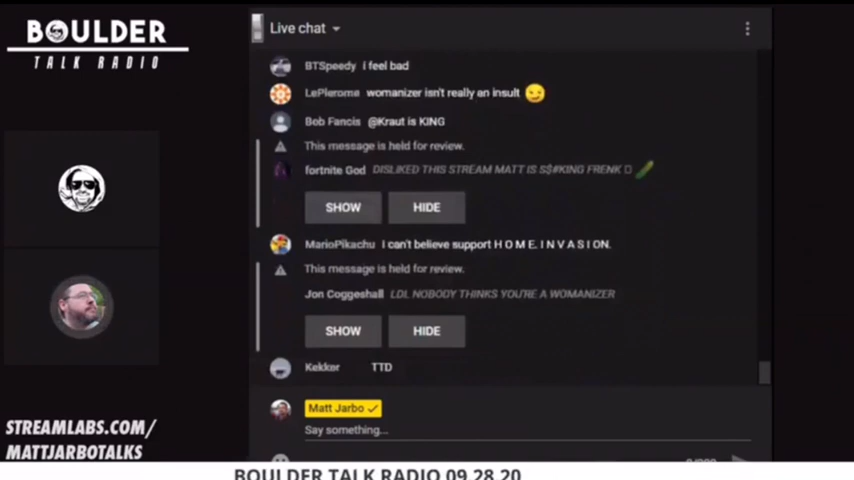 BOULDER
TALK RADIO
Live chat
BTSpeedy i feel bad
LePlerome womanizer isn't really an insult
Bob Fancis @Kraut is KING
This message is held for review.
fortnite God DISLIKED THIS STREAM MATT IS S$#KING FRENK
SHOW HIDE
MarioPikachu I can't believe support H O M E. I N V A S I ON.
This message is held for review.
Jon Coggeshall LDL NOBODY THINKS YOU'RE A WOMANIZER
SHOW HIDE
Kekker TTD
Matt Jarbo
Say something...
STREAMLABS.COM/
MATTJARBOTALKS
BOULDER TALK RADIO 09.28.20